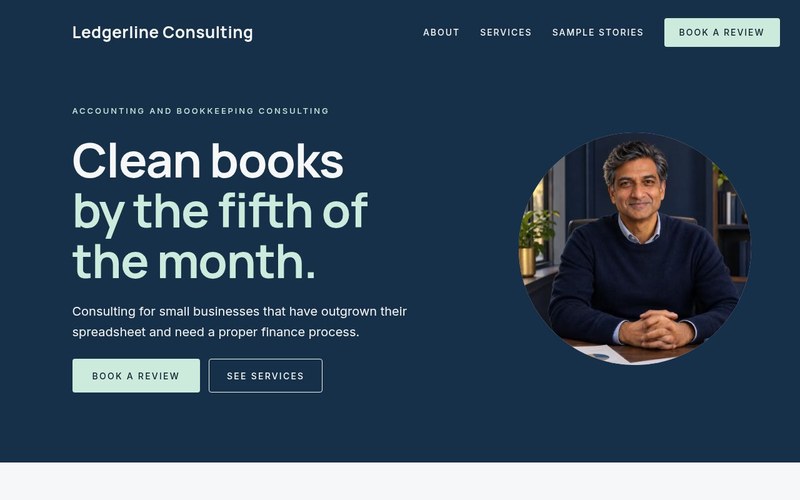 Ledgerline Consulting
ABOUT SERVICES SAMPLE STORIES BOOK A REVIEW
ACCOUNTING AND BOOKKEEPING CONSULTING
Clean books
by the fifth of
the month.
Consulting for small businesses that have outgrown their
spreadsheet and need a proper finance process.
BOOK A REVIEW SEE SERVICES